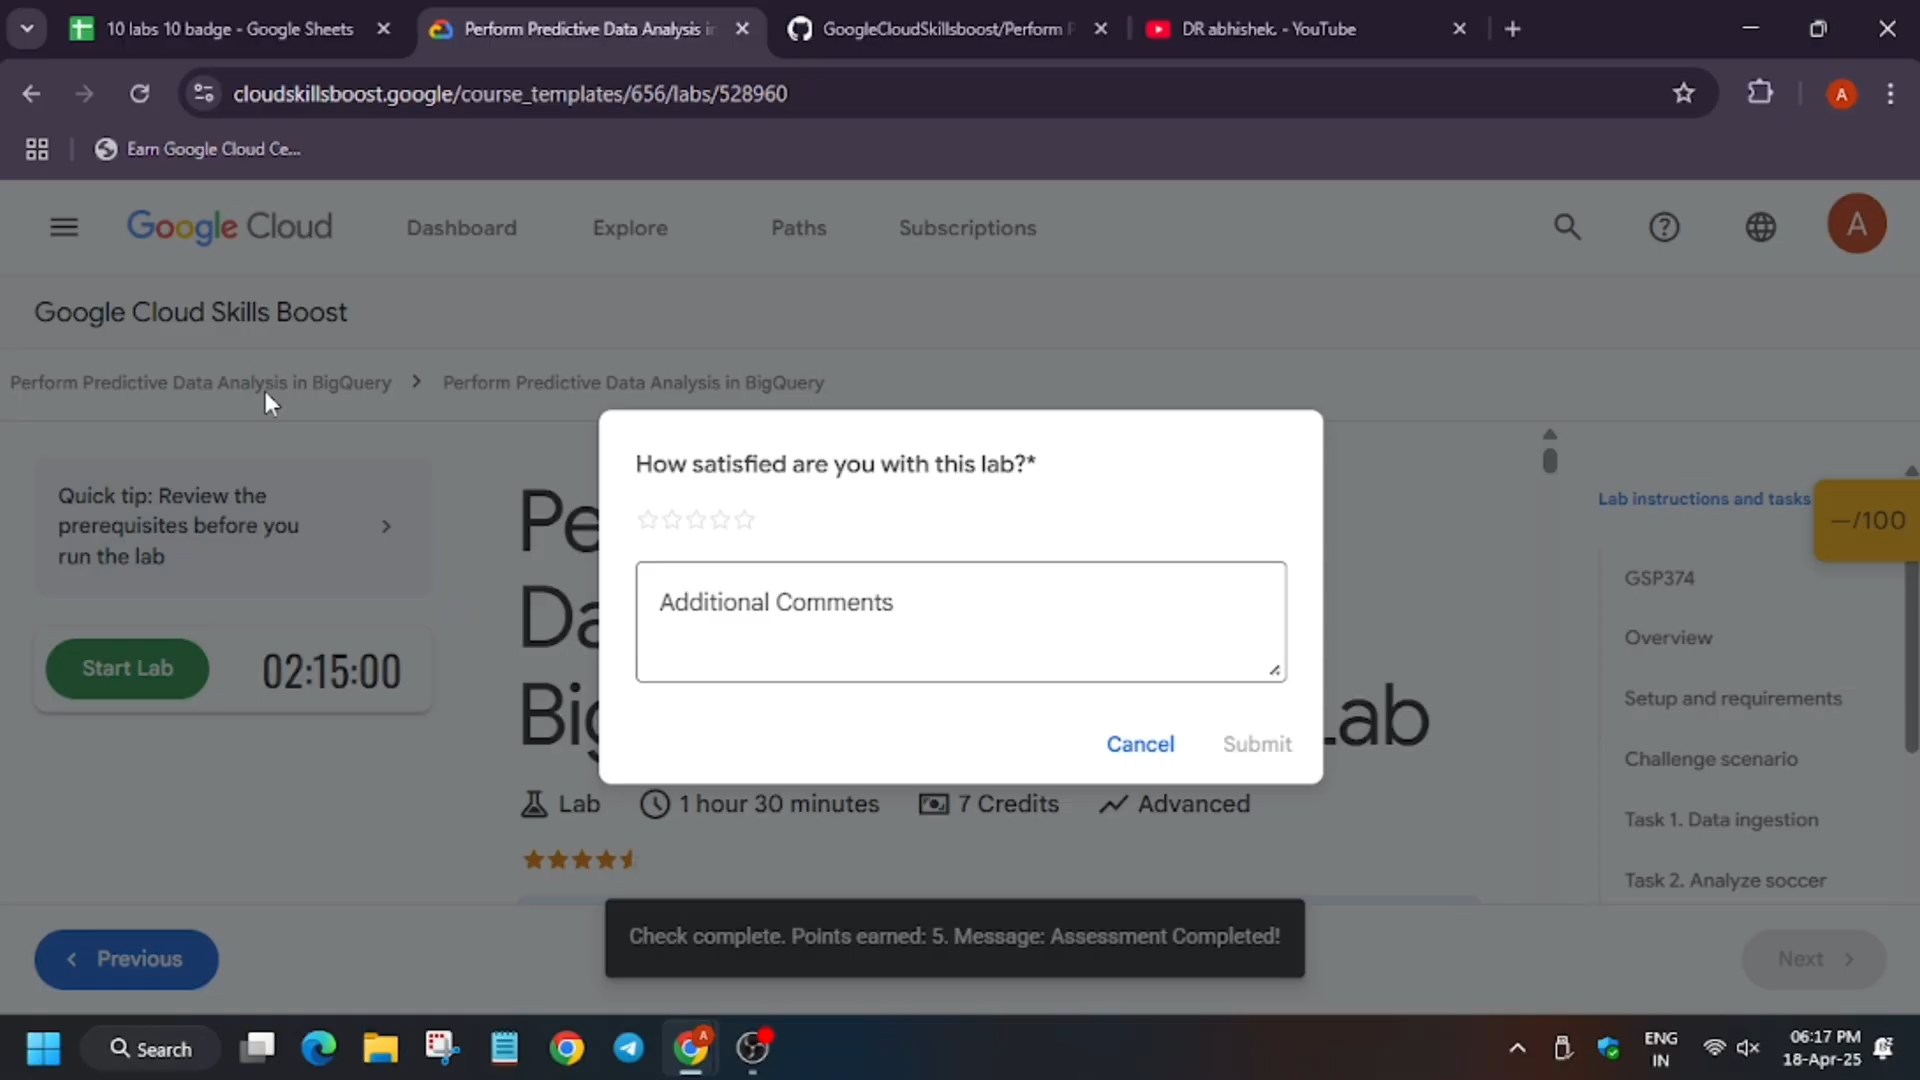 10 labs 10 badge - Google Sheets
Perform Predictive Data Analysis in
GoogleCloudSkillsboost/Perform P
DR abhishek. - YouTube
cloudskillsboost.google/course_templates/656/labs/528960
A
Earn Google Cloud Ce...
Google Cloud
Dashboard
Explore
Paths
Subscriptions
A
Google Cloud Skills Boost
Perform Predictive Data Analysis in BigQuery > Perform Predictive Data Analysis in BigQuery
Quick tip: Review the
prerequisites before you
run the lab
Start Lab
02:15:00
Pe
Da
Big
Lab
How satisfied are you with this lab?*
Additional Comments
Cancel
Submit
Lab
1 hour 30 minutes
7 Credits
Advanced
Lab instructions and tasks
—/100
GSP374
Overview
Setup and requirements
Challenge scenario
Task 1. Data ingestion
Task 2. Analyze soccer
Check complete. Points earned: 5. Message: Assessment Completed!
Previous
Next
Search
A
ENG
IN
06:17 PM
18-Apr-25